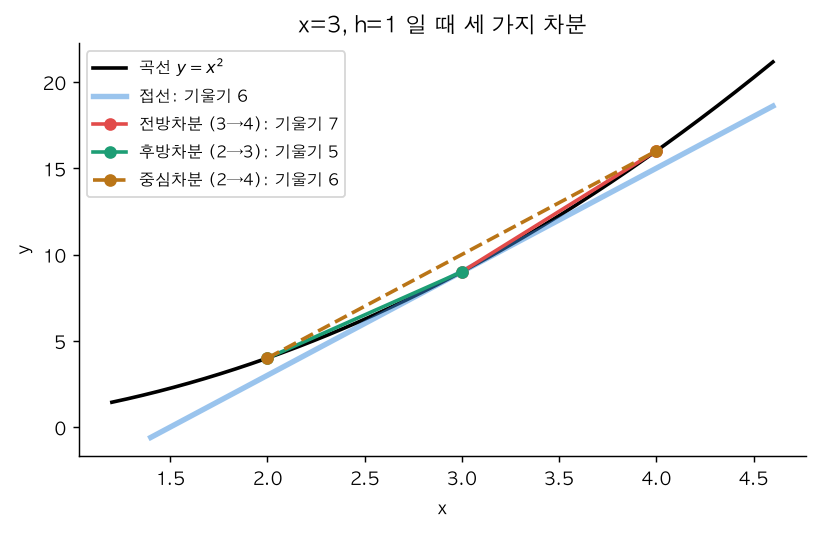 x=3, h=1 일 때 세 가지 차분
곡선 y = x²
접선: 기울기 6
전방차분 (3→4): 기울기 7
후방차분 (2→3): 기울기 5
중심차분 (2→4): 기울기 6
y
20
15
10
5
0
1.5 2.0 2.5 3.0 3.5 4.0 4.5
x